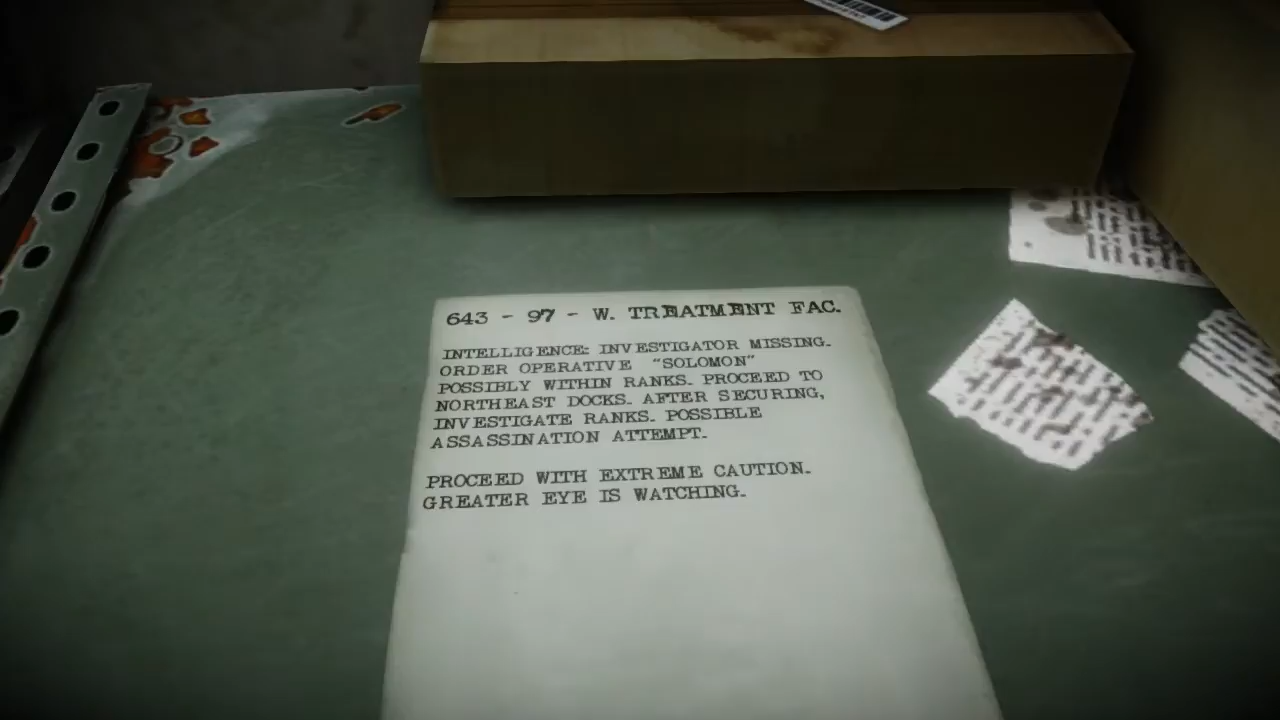 643 - 97 - W. TREATMENT FAC.
INTELLIGENCE: INVESTIGATOR MISSING.
ORDER OPERATIVE "SOLOMON"
POSSIBLY WITHIN RANKS. PROCEED TO
NORTHEAST DOCKS. AFTER SECURING,
INVESTIGATE RANKS. POSSIBLE
ASSASSINATION ATTEMPT.
PROCEED WITH EXTREME CAUTION.
GREATER EYE IS WATCHING.